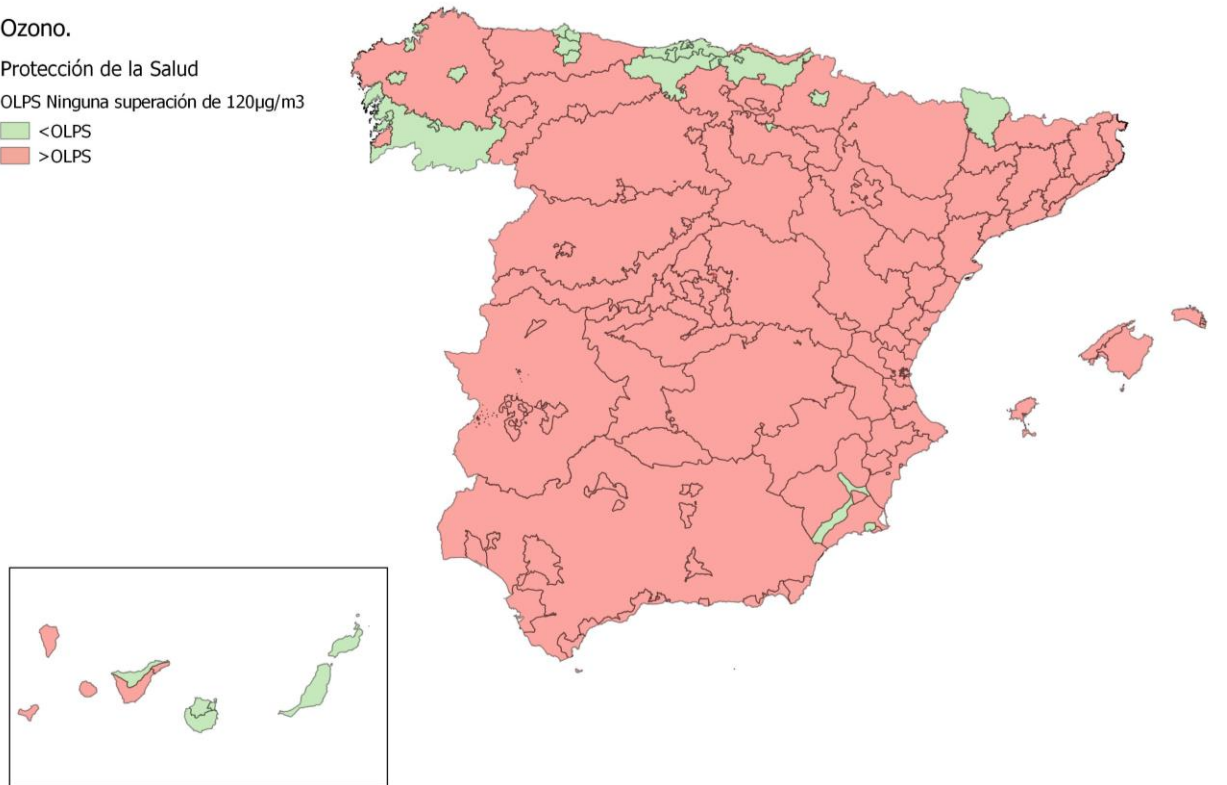 Ozono.
Protección de la Salud
OLPS Ninguna superación de 120µg/m3
<OLPS
>OLPS